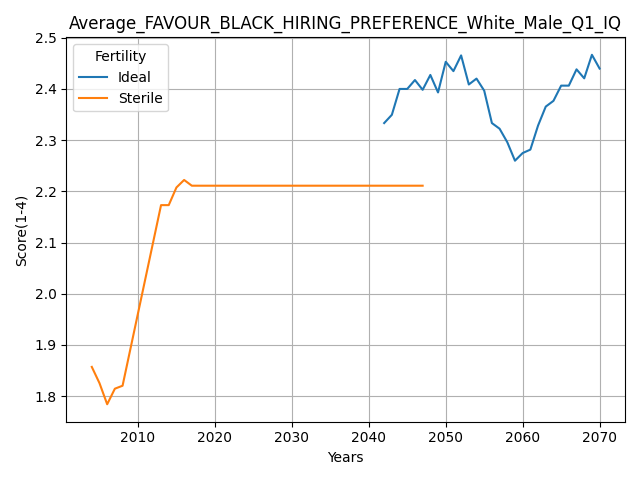 Average_FAVOUR_BLACK_HIRING_PREFERENCE_White_Male_Q1_IQ
2.5
2.4
2.3
2.2
2.1
2.0
1.9
1.8
Score(1-4)
Fertility
Ideal
Sterile
2010 2020 2030 2040 2050 2060 2070
Years